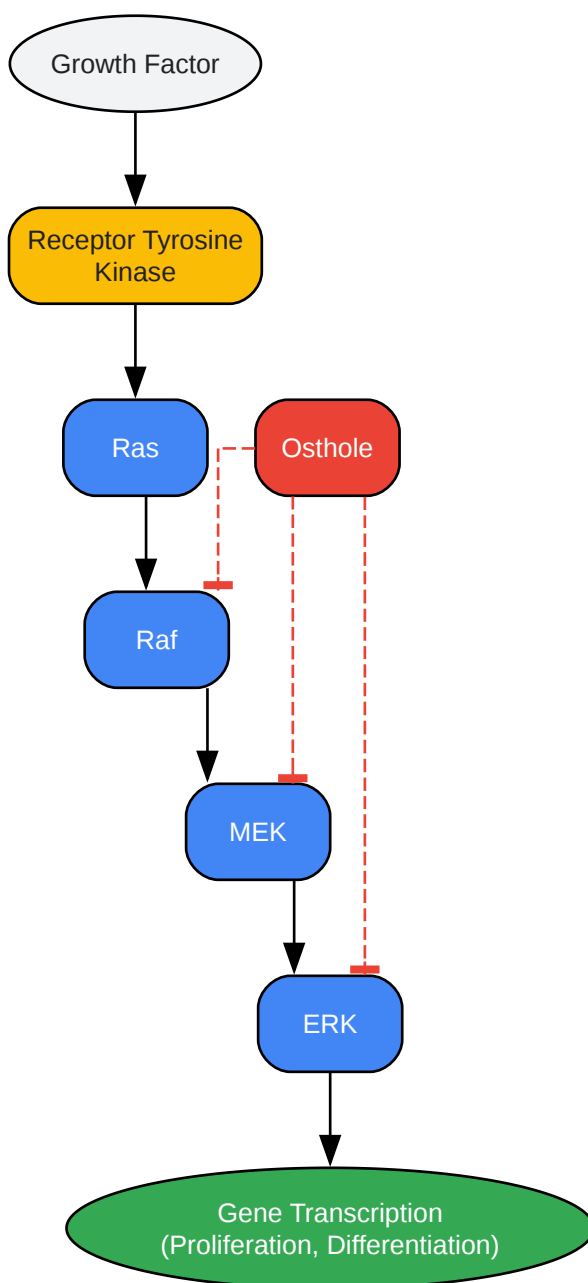 Growth Factor
Receptor Tyrosine
Kinase
Ras
Osthole
Raf
MEK
ERK
Gene Transcription
(Proliferation, Differentiation)